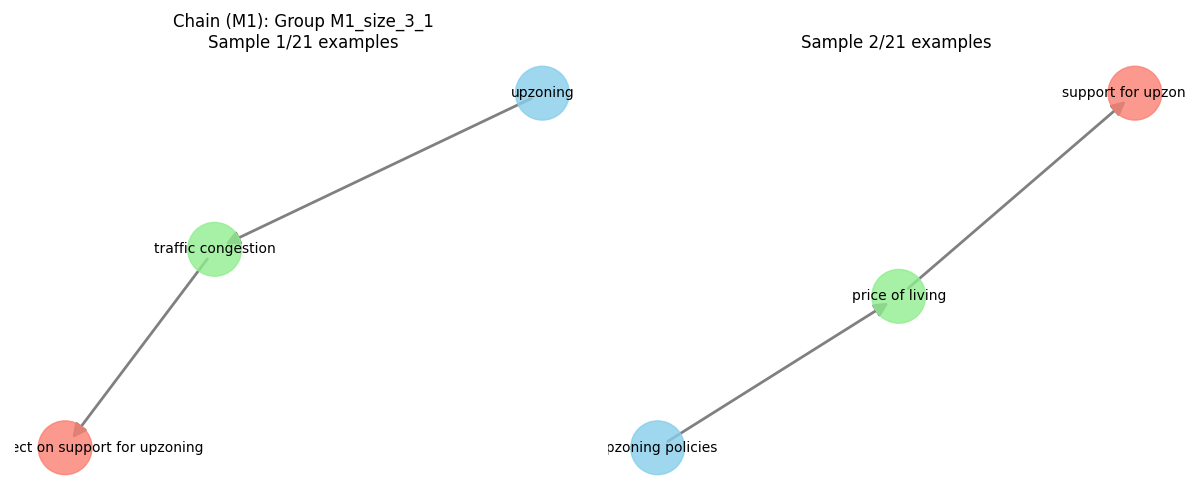 Chain (M1): Group M1_size_3_1
Sample 1/21 examples
upzoning
traffic congestion
ect on support for upzoning
Sample 2/21 examples
support for upzon
price of living
pzoning policies